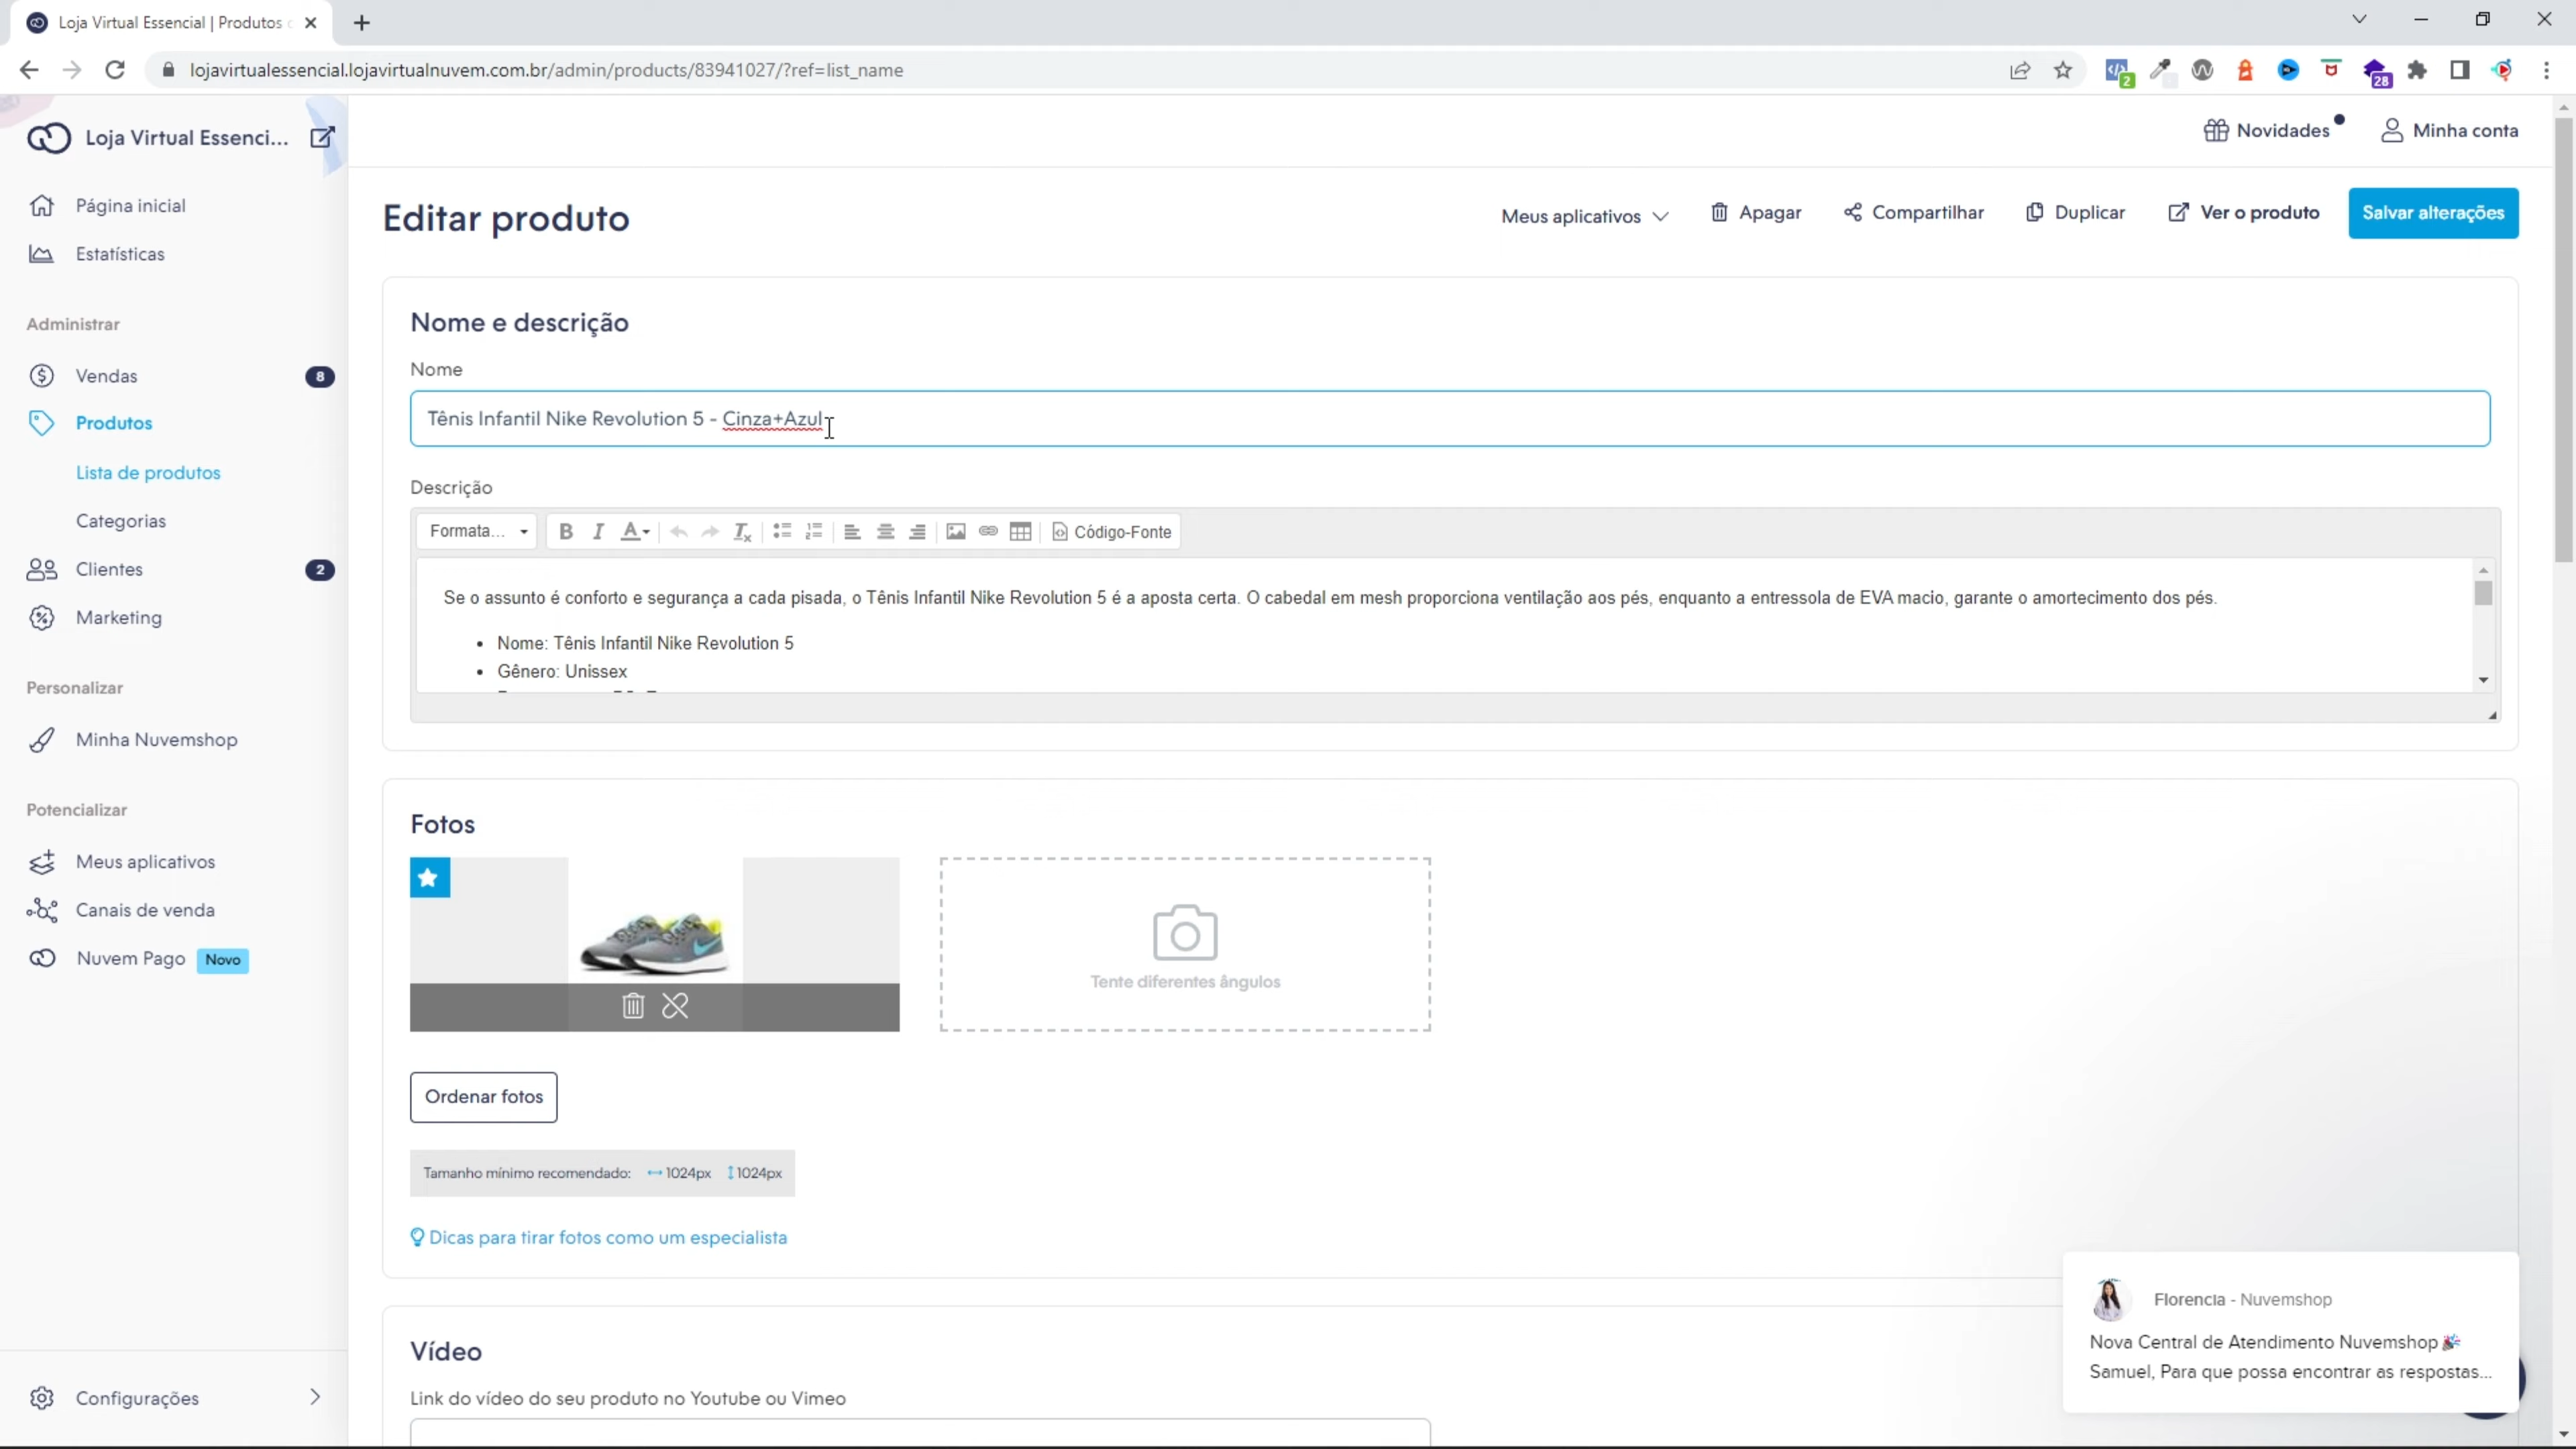 Loja Virtual Essencial | Produtos
lojavirtualessencial.lojavirtualnuvem.com.br/admin/products/83941027/?ref=list_name
2
28
Loja Virtual Essenci...
Novidades
Minha conta
Página inicial
Estatísticas
Administrar
Vendas
8
Produtos
Lista de produtos
Categorias
Clientes
2
Marketing
Personalizar
Minha Nuvemshop
Potencializar
Meus aplicativos
Canais de venda
Nuvem Pago
Novo
Configurações
Editar produto
Meus aplicativos
Apagar
Compartilhar
Duplicar
Ver o produto
Salvar alterações
Nome e descrição
Nome
Tênis Infantil Nike Revolution 5 - Cinza+Azul
Descrição
Formata...
B
I
A
Código-Fonte
Se o assunto é conforto e segurança a cada pisada, o Tênis Infantil Nike Revolution 5 é a aposta certa. O cabedal em mesh proporciona ventilação aos pés, enquanto a entressola de EVA macio, garante o amortecimento dos pés.
• Nome: Tênis Infantil Nike Revolution 5
• Gênero: Unissex
Fotos
Tente diferentes ângulos
Ordenar fotos
Tamanho mínimo recomendado: 1024px 1024px
Dicas para tirar fotos como um especialista
Vídeo
Link do vídeo do seu produto no Youtube ou Vimeo
Florencia - Nuvemshop
Nova Central de Atendimento Nuvemshop 🎉
Samuel, Para que possa encontrar as respostas...